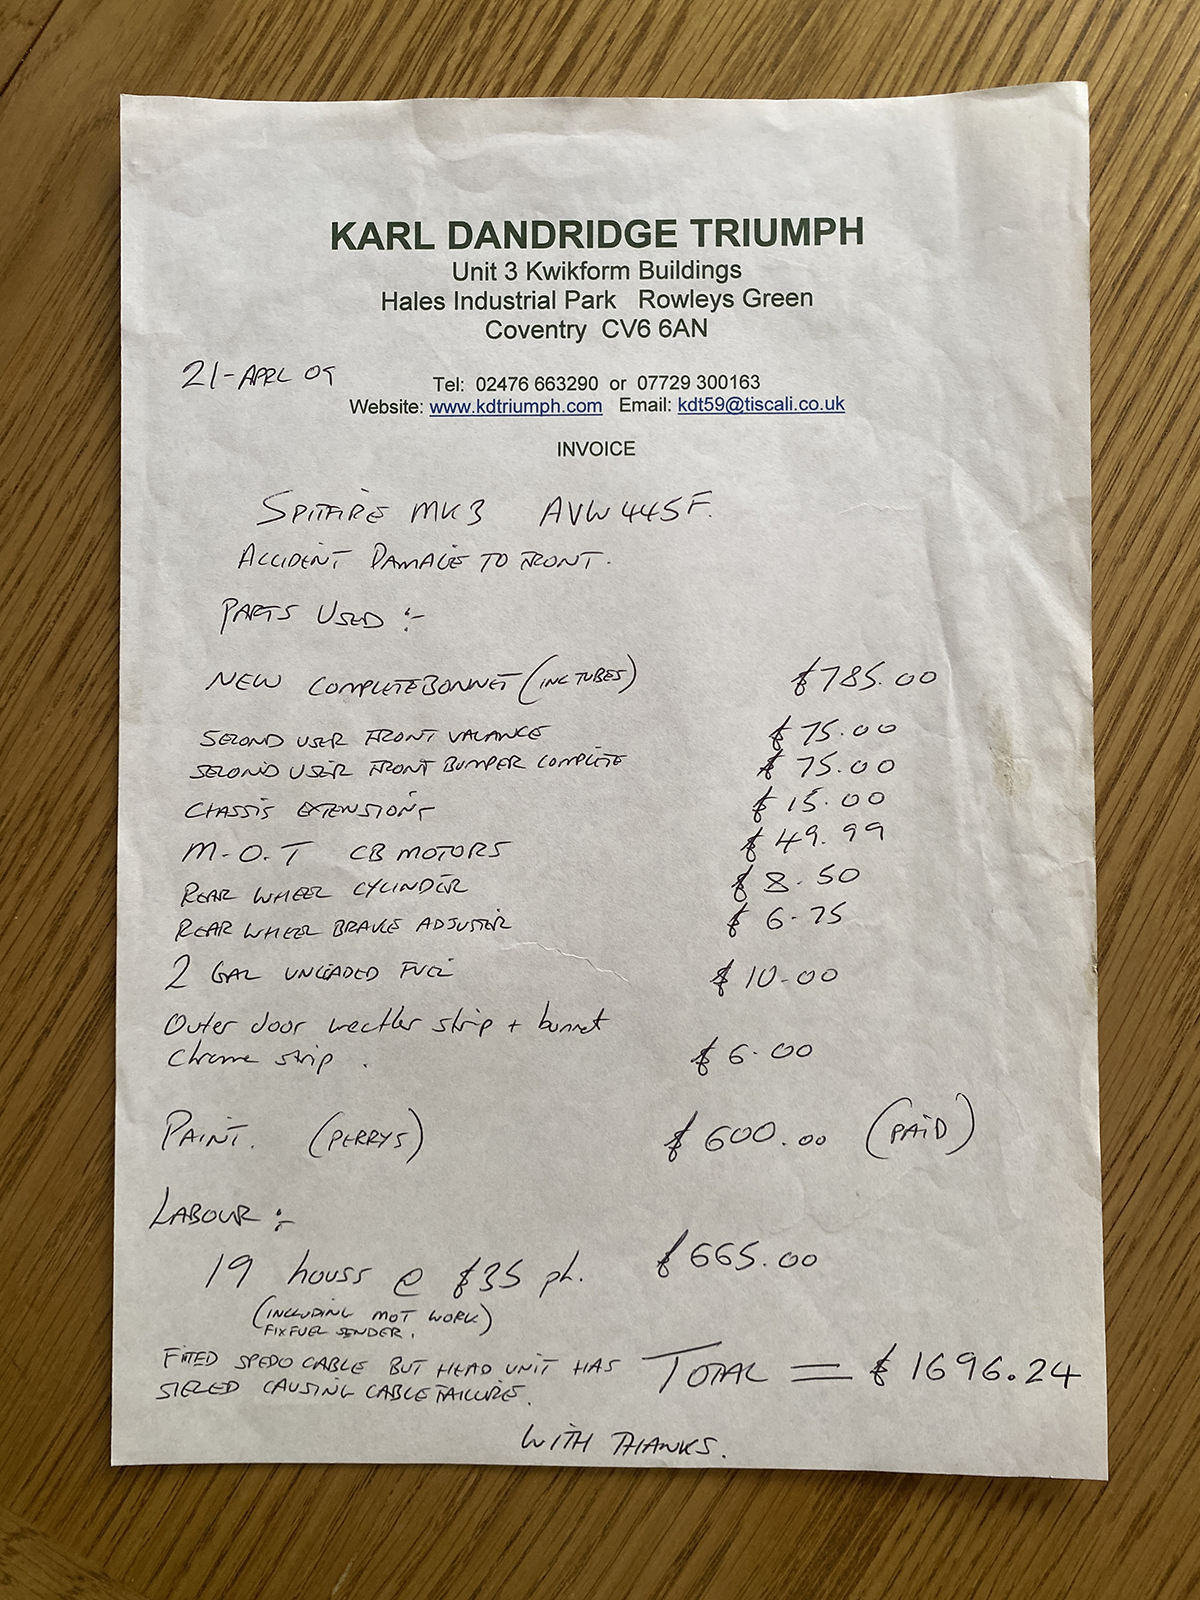 KARL DANDRIDGE TRIUMPH
Unit 3 Kwikform Buildings
Hales Industrial Park Rowleys Green
Coventry CV6 6AN
21-APRL 09
Tel: 02476 663290 or 07729 300163
Website: www.kdtriumph.com Email: kdt59@tiscali.co.uk
INVOICE
SPITFIRE MK3 AVW 445F.
ACCIDENT DAMAGE TO FRONT.
PARTS USED :-
NEW COMPLETE BONNET (INC TUBES) £785.00
SECOND USER FRONT VALANCE £75.00
SECOND USER FRONT BUMPER COMPLETE £75.00
CHASSIS EXTENSIONS £15.00
M.O.T CB MOTORS £49.99
REAR WHEEL CYLINDER £8.50
REAR WHEEL BRAKE ADJUSTER £6.75
2 GAL UNLEADED FUEL £10.00
Outer door weather strip + bonnet
Chrome strip. £6.00
PAINT. (PERRYS) £600.00 (PAID)
LABOUR :-
19 hours @ £35 ph. £665.00
(INCLUDING MOT WORK)
FIX FUEL SENDER.
FITTED SPEDO CABLE BUT HEAD UNIT HAS
SIEZED CAUSING CABLE FAILURE.
TOTAL = £1696.24
WITH THANKS.